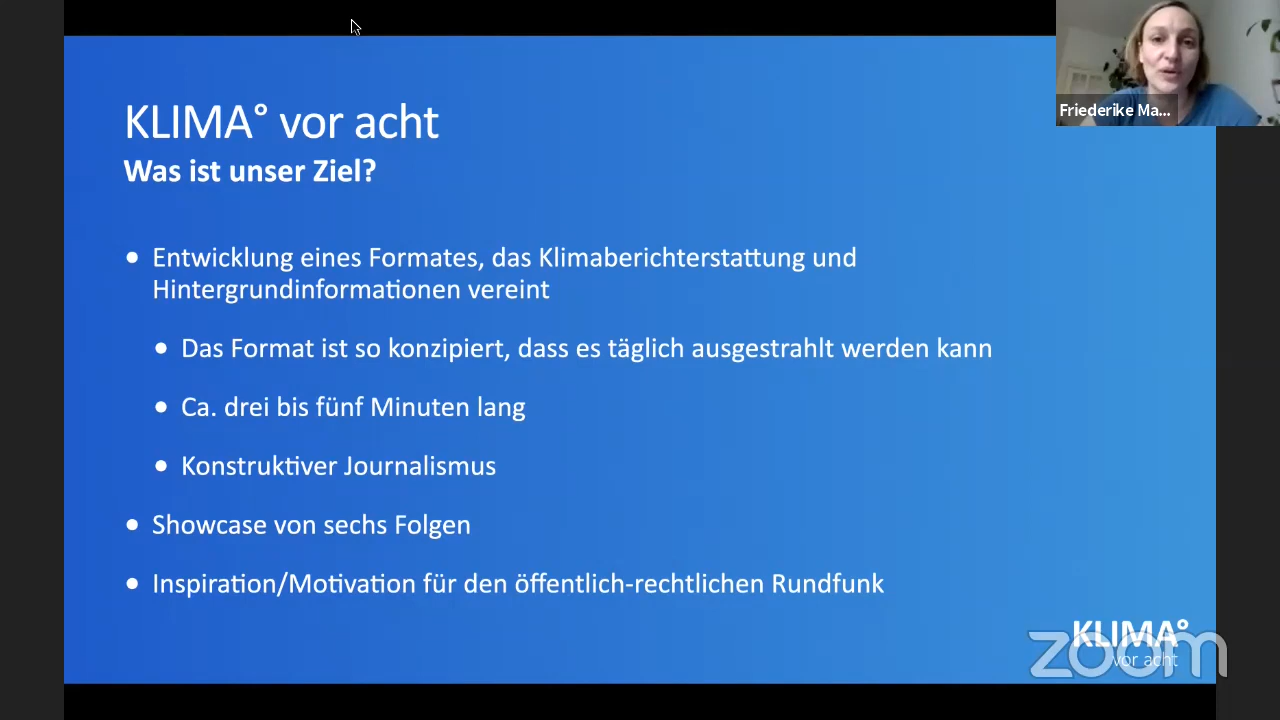 KLIMA° vor acht
Was ist unser Ziel?
Friederike Ma...
• Entwicklung eines Formates, das Klimaberichterstattung und
Hintergrundinformationen vereint
• Das Format ist so konzipiert, dass es täglich ausgestrahlt werden kann
• Ca. drei bis fünf Minuten lang
• Konstruktiver Journalismus
• Showcase von sechs Folgen
• Inspiration/Motivation für den öffentlich-rechtlichen Rundfunk
KLIMA°
vor acht
zoom